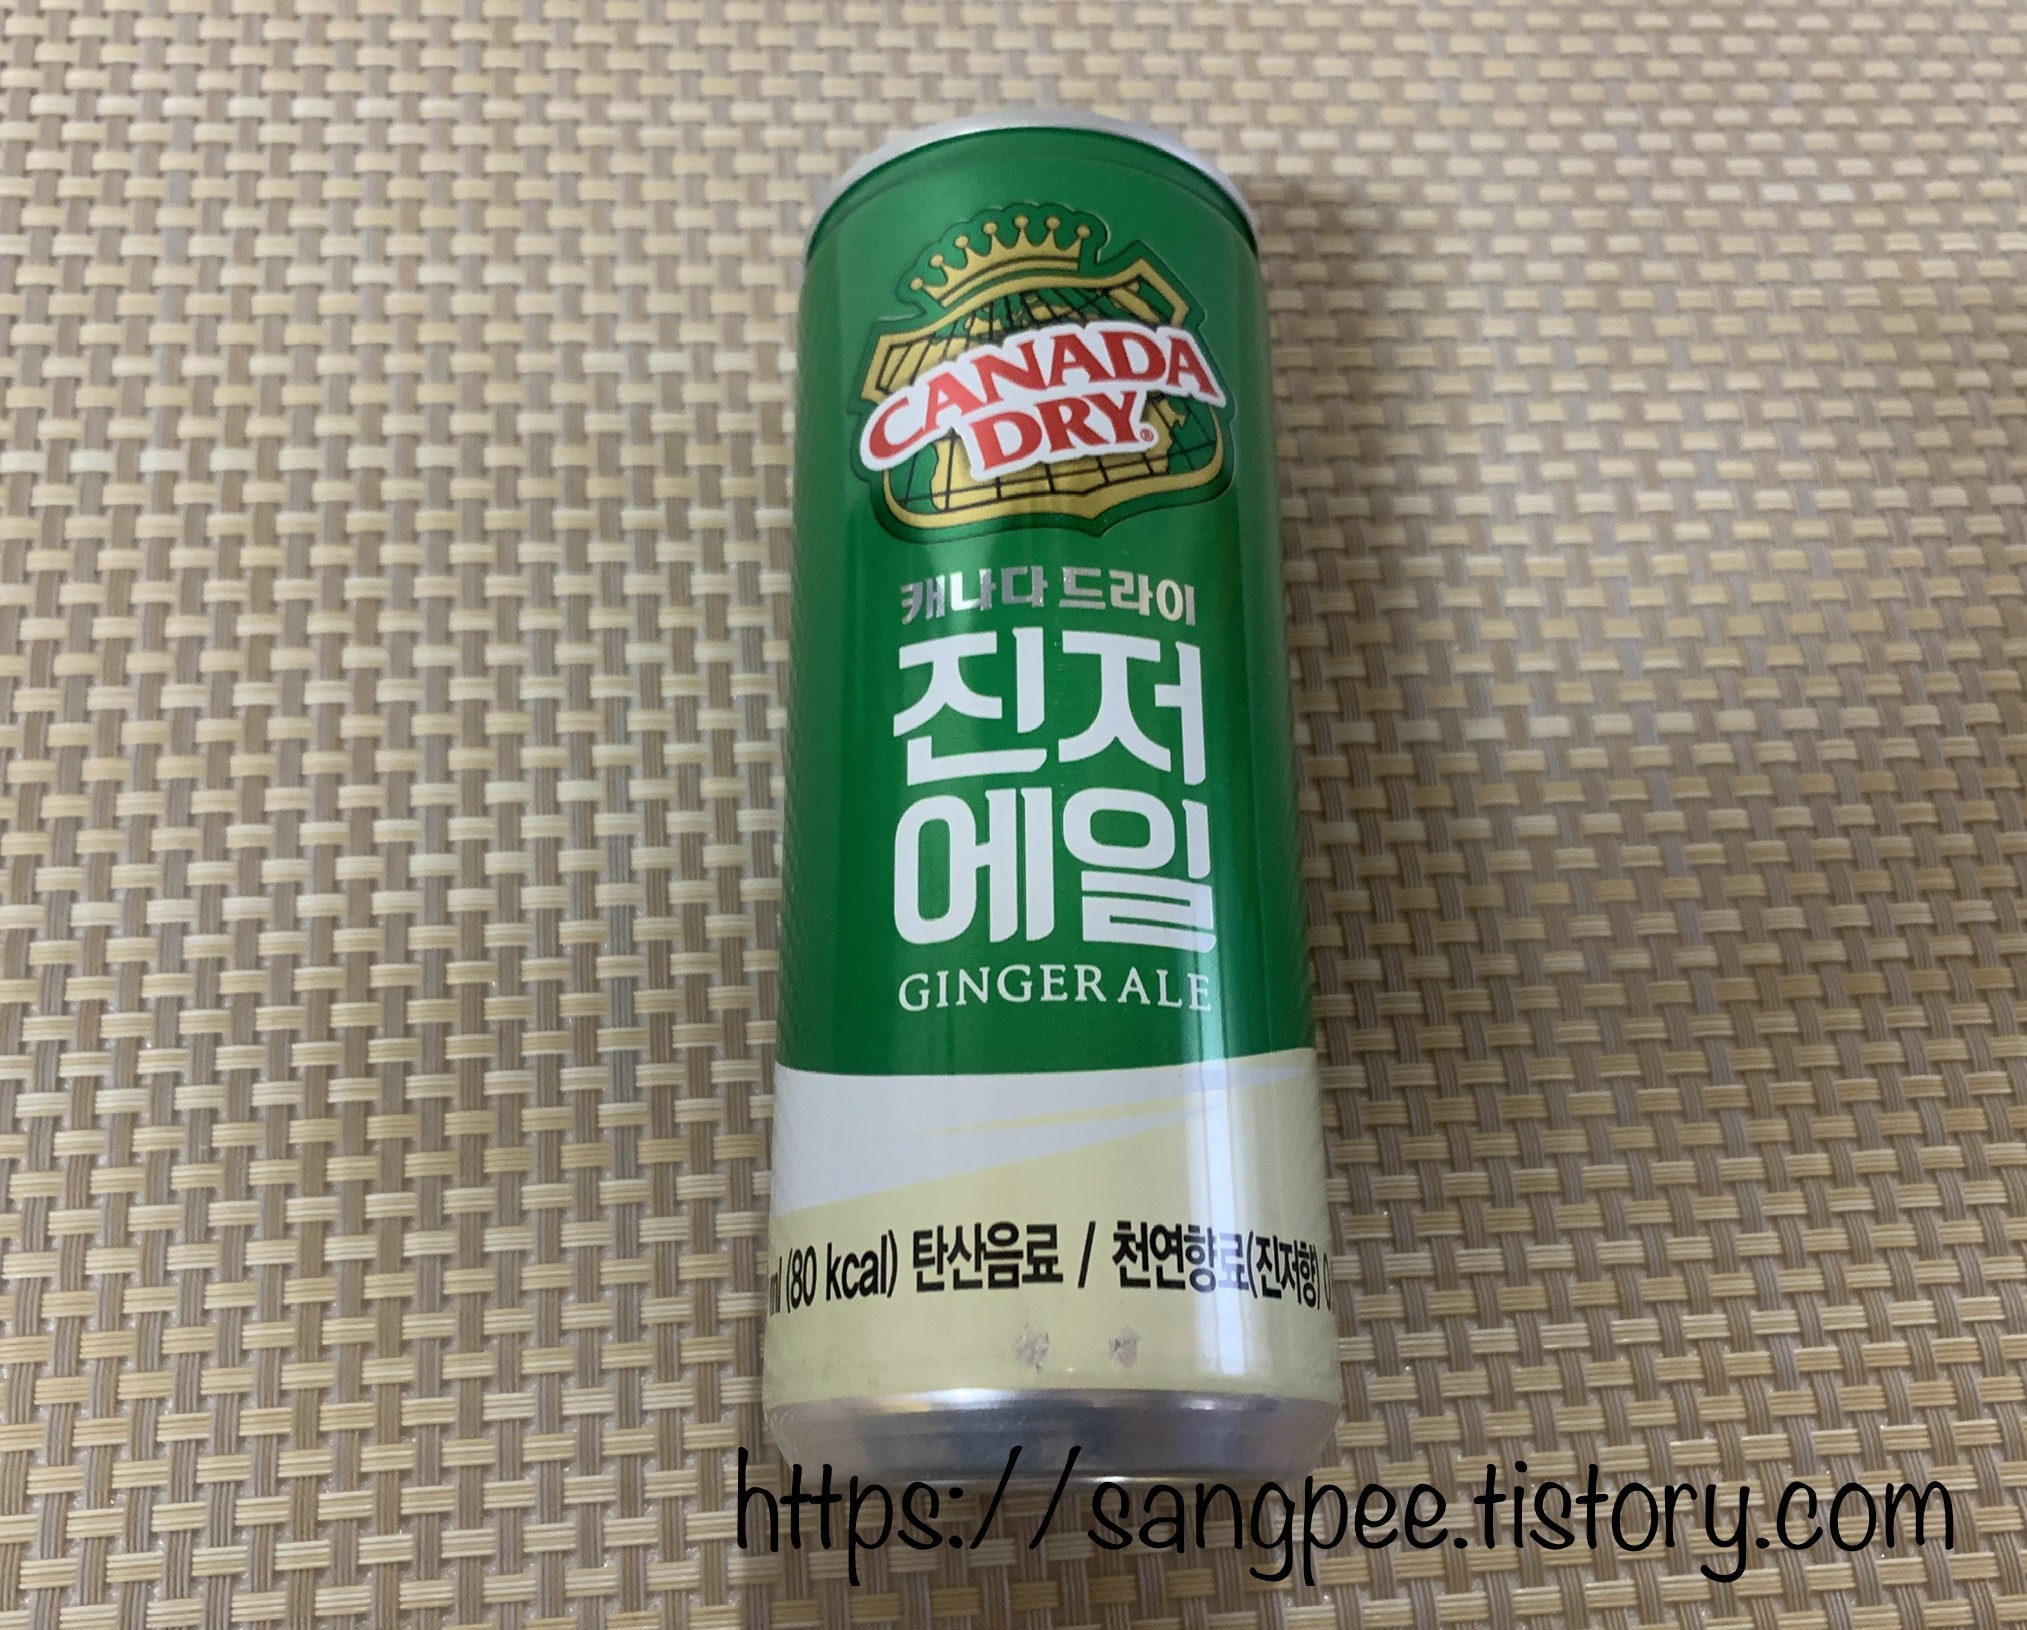 CANADA
DRY®
캐나다 드라이
진저
에일
GINGER ALE
ml (80 kcal) 탄산음료 / 천연향료(진저향)
https://sangpee.tistory.com